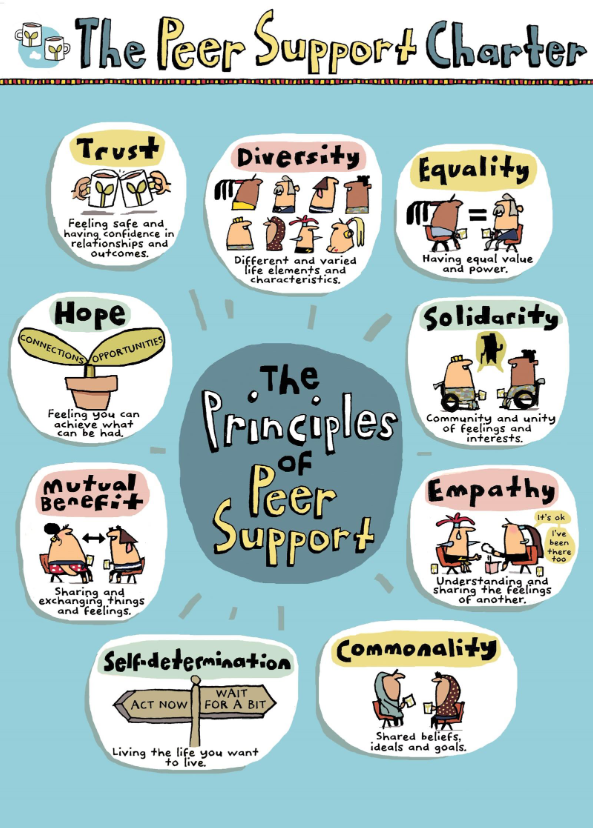 The Peer Support Charter
Trust
Feeling safe and
having confidence in
relationships and
outcomes.
Diversity
Different and varied
life elements and
characteristics.
Equality
=
Having equal value
and power.
Hope
CONNECTIONS
OPPORTUNITIES
Feeling you can
achieve what
can be had.
The
Principles
of
Peer
Support
Solidarity
Community and unity
of feelings and
interests.
Mutual
Benefit
Sharing and
exchanging things
and feelings.
Empathy
It's ok
I've
been
there
too
Understanding and
sharing the feelings
of another.
Self-determination
ACT NOW
WAIT
FOR A BIT
Living the life you want
to live.
Commonality
Shared beliefs,
ideals and goals.